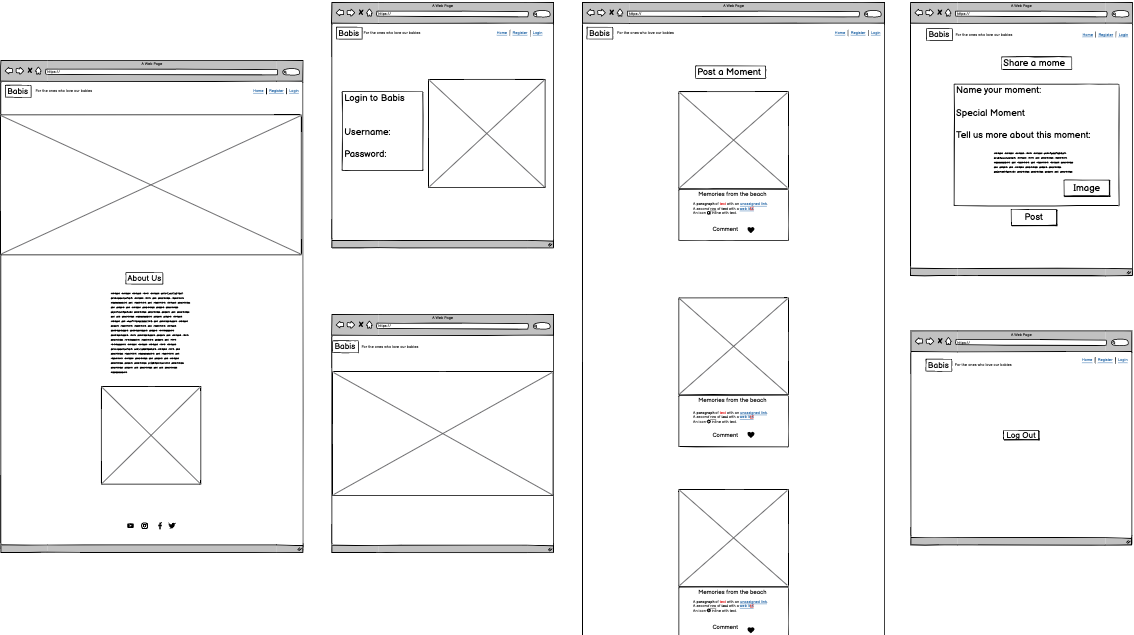 A Web Page
https://
Babis
For the ones who love our babies
Home | Register | Login
About Us
A Web Page
https://
Babis
For the ones who love our babies
Home | Register | Login
Login to Babis
Username:
Password:
A Web Page
https://
Babis
For the ones who love our babies
A Web Page
https://
Babis
For the ones who love our babies
Home | Register | Login
Post a Moment
Memories from the beach
A paragraph of text with an unassigned link.
A second row of text with a web link
An icon inline with text.
Comment
Memories from the beach
A paragraph of text with an unassigned link.
A second row of text with a web link
An icon inline with text.
Comment
Memories from the beach
A paragraph of text with an unassigned link.
A second row of text with a web link
An icon inline with text.
Comment
A Web Page
https://
Babis
For the ones who love our babies
Home | Register | Login
Share a mome
Name your moment:
Special Moment
Tell us more about this moment:
Image
Post
A Web Page
https://
Babis
For the ones who love our babies
Home | Register | Login
Log Out